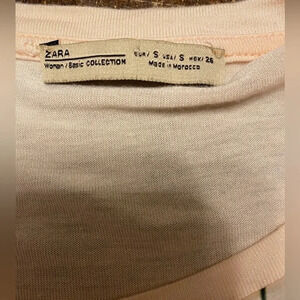 ZARA
Woman / Basic COLLECTION
EUR / S USA / S MEX / 26
Made in Morocco